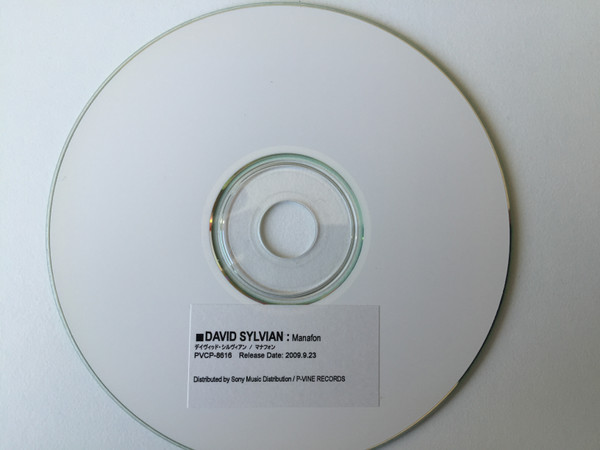 ■DAVID SYLVIAN : Manafon
デイヴィッド・シルヴィアン / マナフォン
PVCP-8616 Release Date: 2009.9.23
Distributed by Sony Music Distribution / P-VINE RECORDS